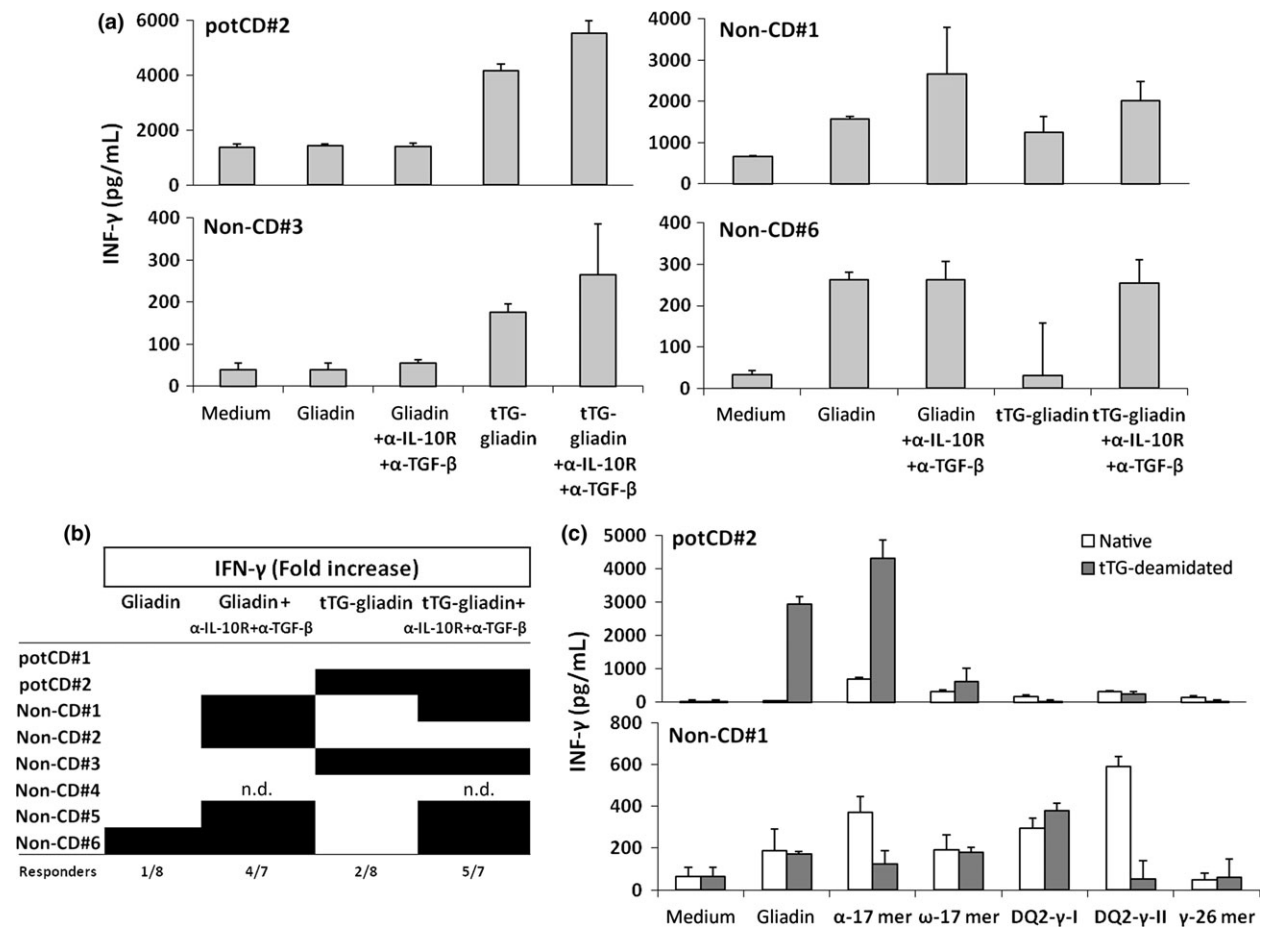 (a)
potCD#2
6000
4000
2000
0
Non-CD#1
4000
3000
2000
1000
0
INF-γ (pg/mL)
Non-CD#3
400
300
200
100
0
Medium
Gliadin
Gliadin
+α-IL-10R
+α-TGF-β
tTG-
gliadin
tTG-
gliadin
+α-IL-10R
+α-TGF-β
Non-CD#6
400
300
200
100
0
Medium
Gliadin
Gliadin
+α-IL-10R
+α-TGF-β
tTG-gliadin
tTG-gliadin
+α-IL-10R
+α-TGF-β
(b)
IFN-γ (Fold increase)
Gliadin
Gliadin +
α-IL-10R+α-TGF-β
tTG-gliadin
tTG-gliadin+
α-IL-10R+α-TGF-β
potCD#1
potCD#2
Non-CD#1
Non-CD#2
Non-CD#3
Non-CD#4 n.d. n.d.
Non-CD#5
Non-CD#6
Responders 1/8 4/7 2/8 5/7
(c)
potCD#2
Native
tTG-deamidated
5000
4000
3000
2000
1000
0
INF-γ (pg/mL)
Non-CD#1
800
600
400
200
0
Medium Gliadin α-17 mer ω-17 mer DQ2-γ-I DQ2-γ-II γ-26 mer